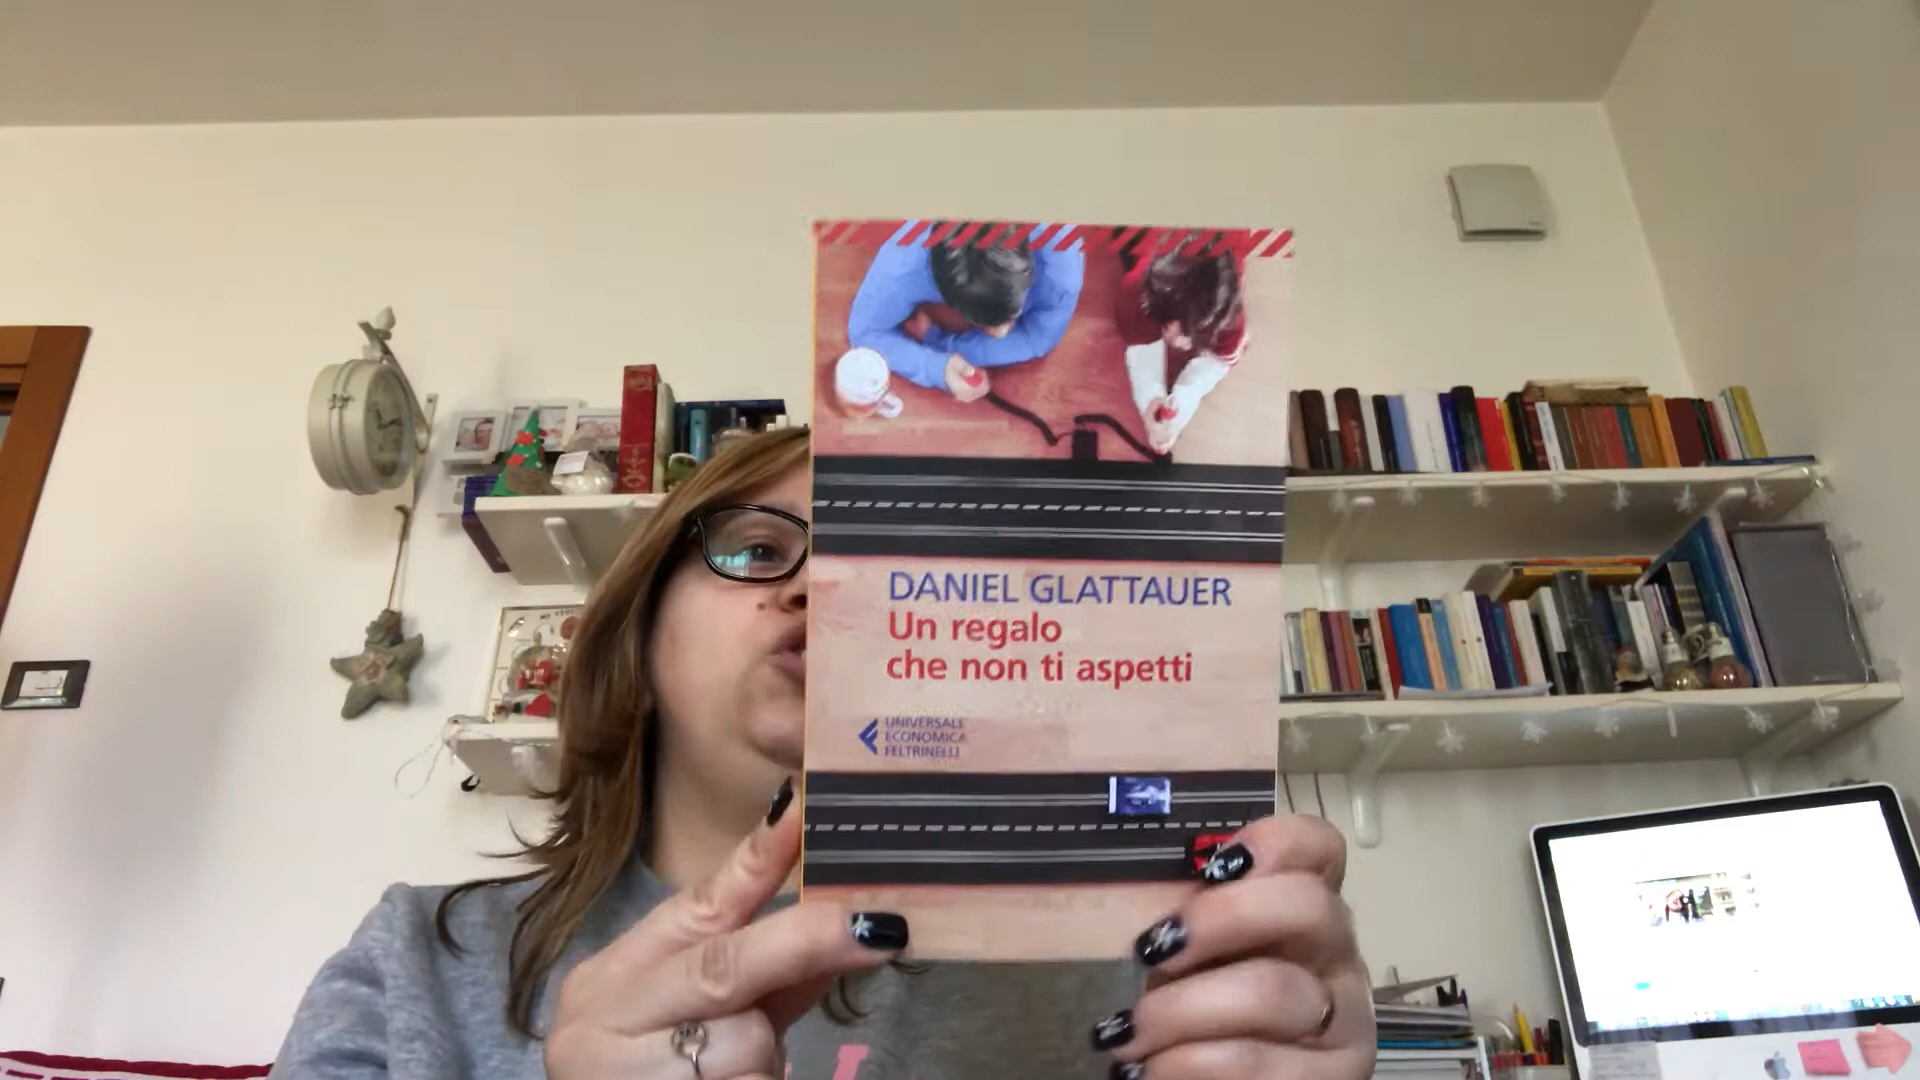 DANIEL GLATTAUER
Un regalo
che non ti aspetti
UNIVERSALE
ECONOMICA
FELTRINELLI